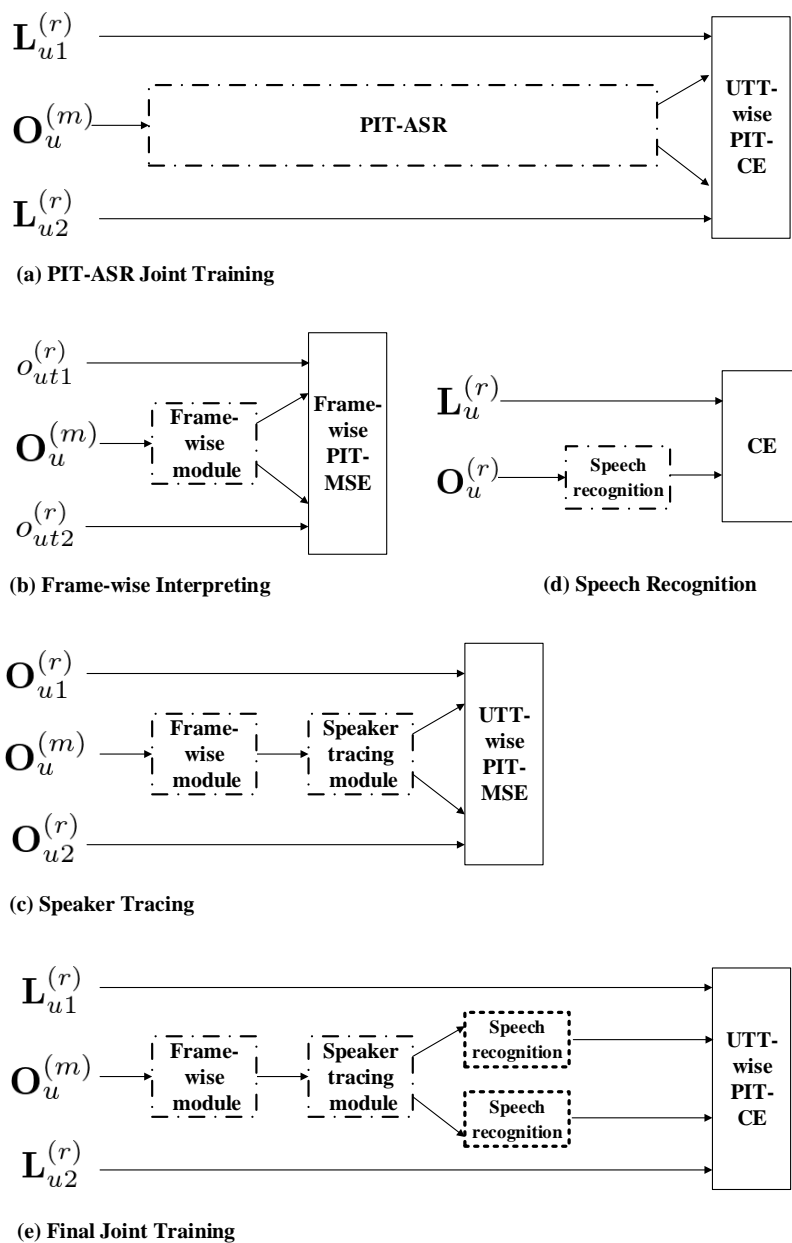 L_{u1}^{(r)}
O_u^{(m)}
PIT-ASR
UTT-
wise
PIT-
CE
L_{u2}^{(r)}
(a) PIT-ASR Joint Training
o_{ut1}^{(r)}
O_u^{(m)}
Frame-
wise
module
Frame-
wise
PIT-
MSE
o_{ut2}^{(r)}
(b) Frame-wise Interpreting
L_u^{(r)}
O_u^{(r)}
Speech
recognition
CE
(d) Speech Recognition
O_{u1}^{(r)}
O_u^{(m)}
Frame-
wise
module
Speaker
tracing
module
UTT-
wise
PIT-
MSE
O_{u2}^{(r)}
(c) Speaker Tracing
L_{u1}^{(r)}
O_u^{(m)}
Frame-
wise
module
Speaker
tracing
module
Speech
recognition
Speech
recognition
UTT-
wise
PIT-
CE
L_{u2}^{(r)}
(e) Final Joint Training